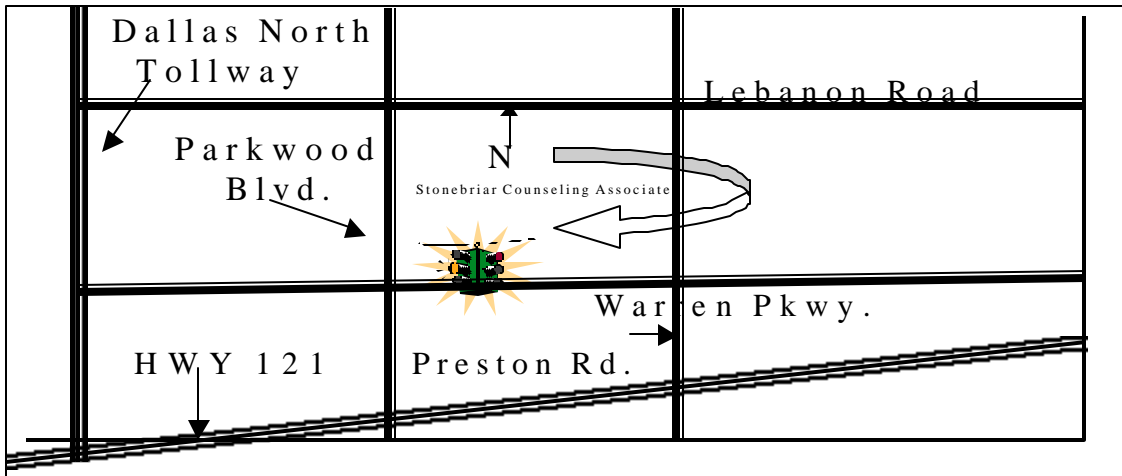 Dallas North
Tollway
Lebanon Road
Parkwood
Blvd.
N
Stonebriar Counseling Associate
Warren Pkwy.
HWY 121
Preston Rd.